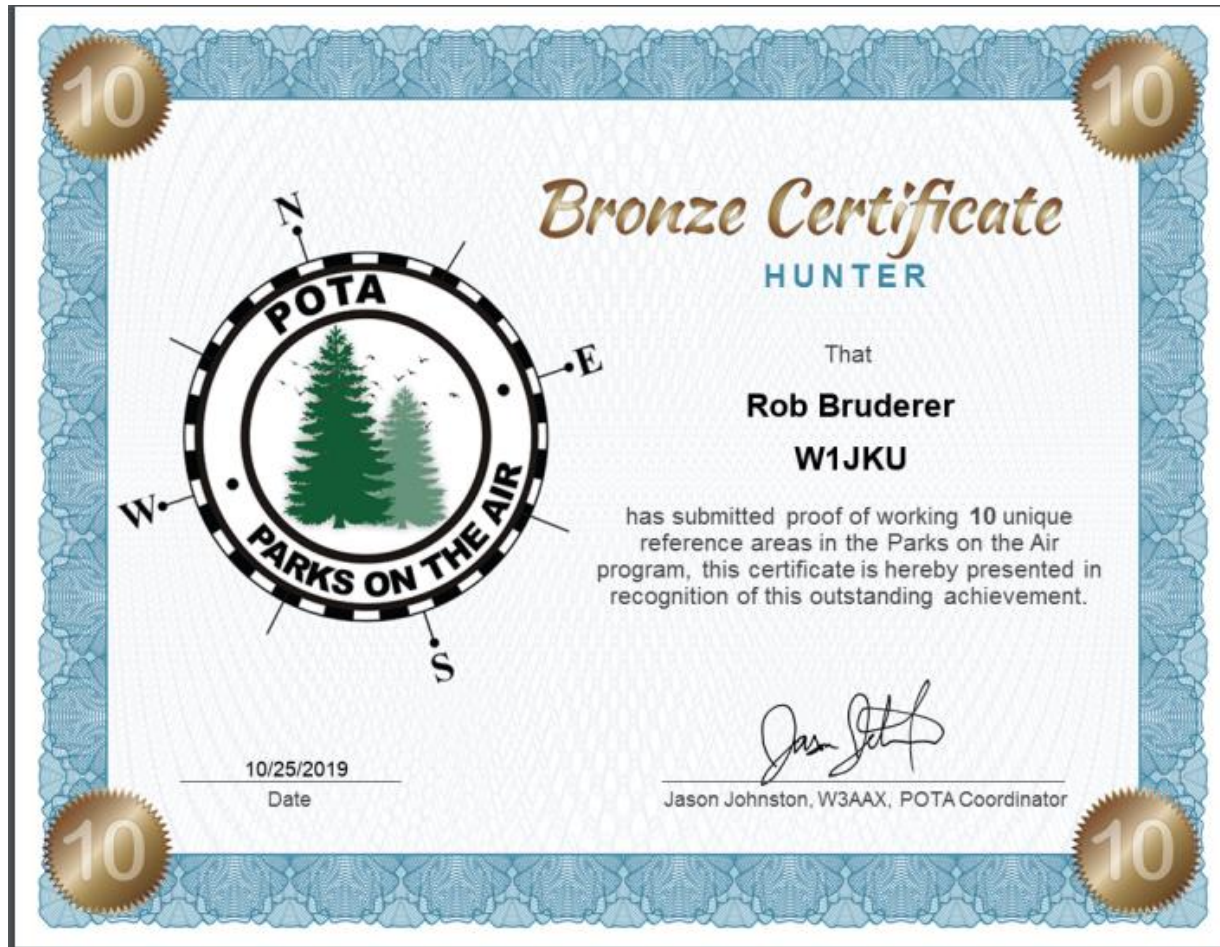 10
10
Bronze Certificate
HUNTER
N
E
S
W
POTA
PARKS ON THE AIR
That
Rob Bruderer
W1JKU
has submitted proof of working 10 unique
reference areas in the Parks on the Air
program, this certificate is hereby presented in
recognition of this outstanding achievement.
10/25/2019
Date
Jason Johnston, W3AAX, POTA Coordinator
10
10